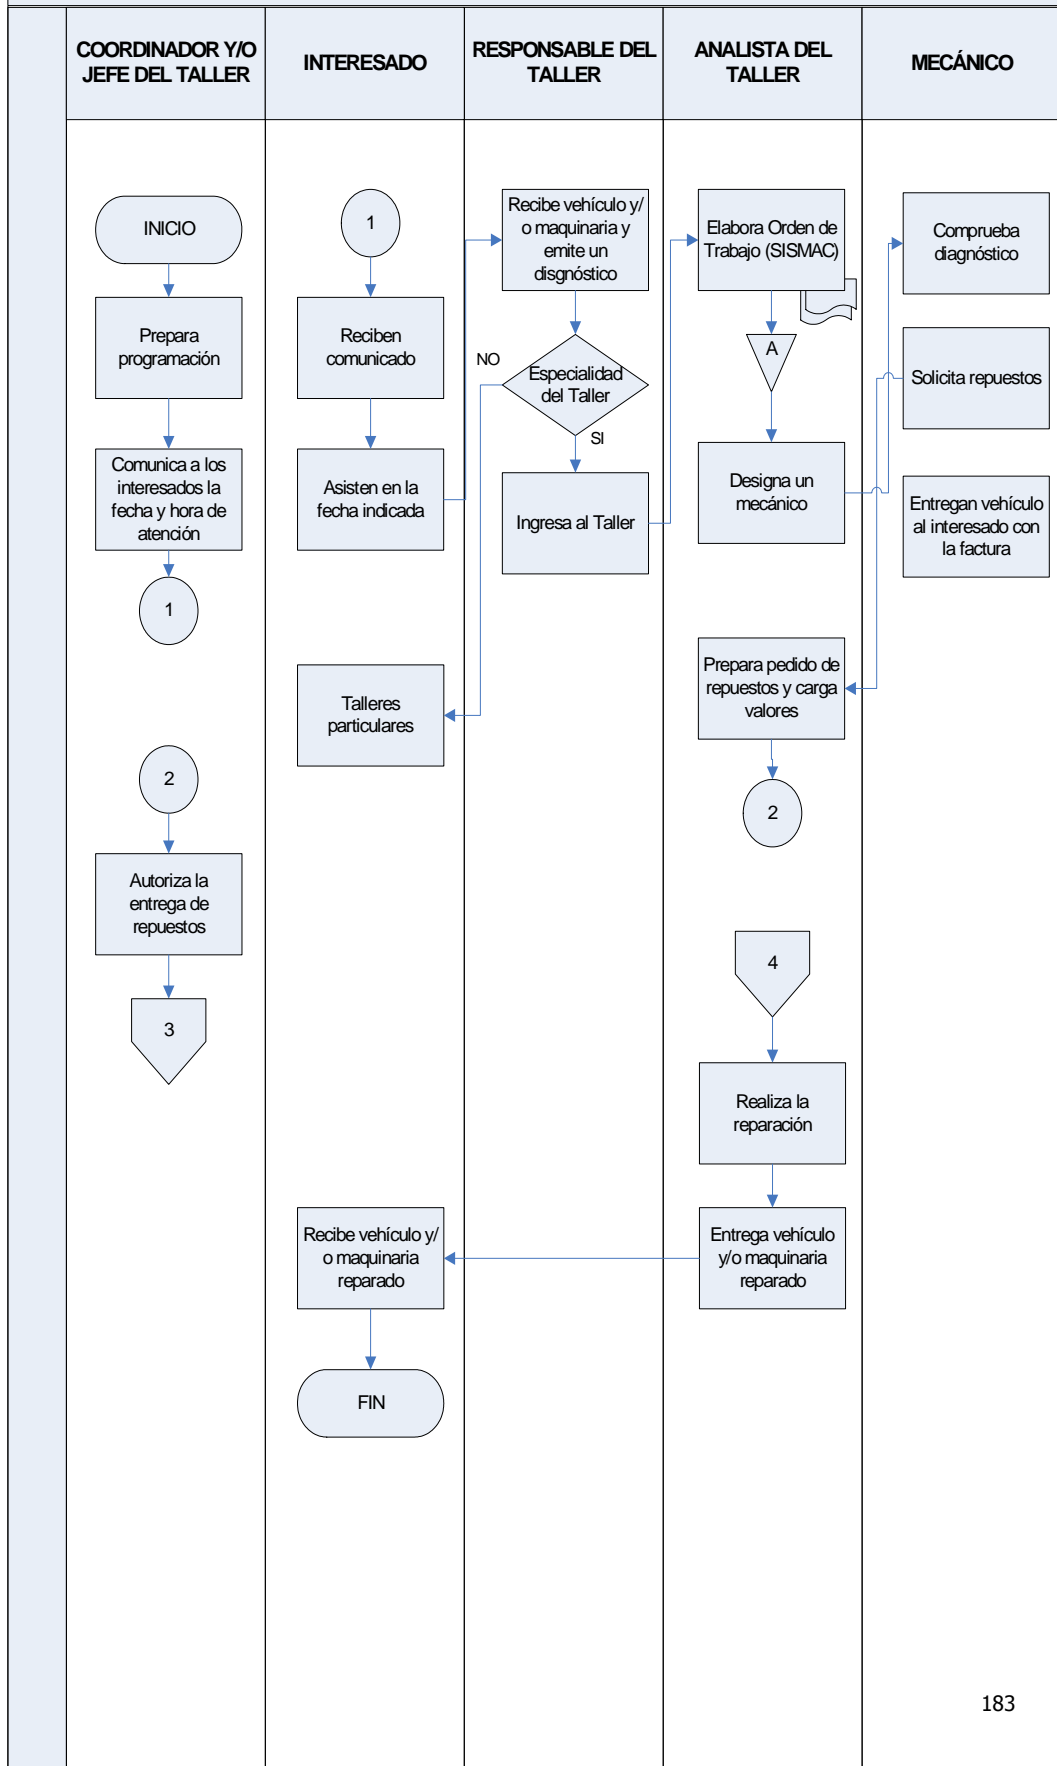 COORDINADOR Y/O
JEFE DEL TALLER
INTERESADO
RESPONSABLE DEL
TALLER
ANALISTA DEL
TALLER
MECÁNICO
INICIO
Prepara
programación
Comunica a los
interesados la
fecha y hora de
atención
1
2
Autoriza la
entrega de
repuestos
3
1
Reciben
comunicado
Asisten en la
fecha indicada
Talleres
particulares
Recibe vehículo y/
o maquinaria
reparado
FIN
Recibe vehículo y/
o maquinaria y
emite un
disgnóstico
NO
Especialidad
del Taller
SI
Ingresa al Taller
Elabora Orden de
Trabajo (SISMAC)
A
Designa un
mecánico
Prepara pedido de
repuestos y carga
valores
2
4
Realiza la
reparación
Entrega vehículo
y/o maquinaria
reparado
Comprueba
diagnóstico
Solicita repuestos
Entregan vehículo
al interesado con
la factura
183